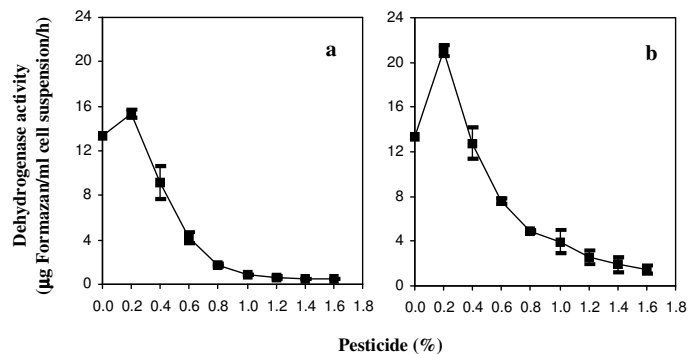 Dehydrogenase activity
(µg Formazan/ml cell suspension/h)
24
20
16
12
8
4
0
a
0.0 0.2 0.4 0.6 0.8 1.0 1.2 1.4 1.6 1.8
24
20
16
12
8
4
0
b
0.0 0.2 0.4 0.6 0.8 1.0 1.2 1.4 1.6 1.8
Pesticide (%)